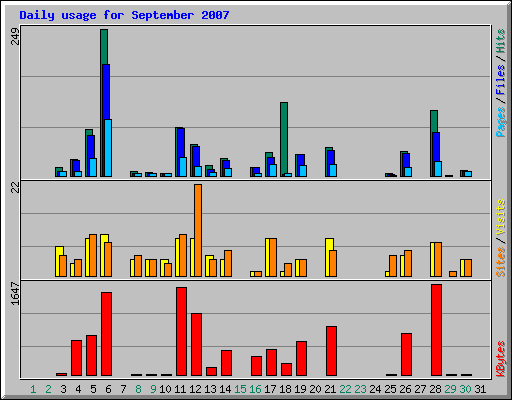 Daily usage for September 2007
249
22
1647
Pages / Files / Hits
Sites / Visits
KBytes
1 2 3 4 5 6 7 8 9 10 11 12 13 14 15 16 17 18 19 20 21 22 23 24 25 26 27 28 29 30 31